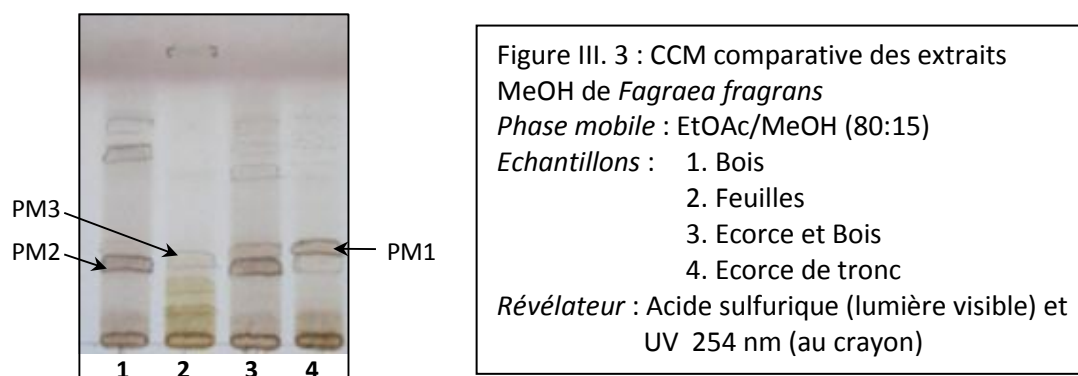 PM3
PM2
PM1
1 2 3 4
Figure III. 3 : CCM comparative des extraits
MeOH de Fagraea fragrans
Phase mobile : EtOAc/MeOH (80:15)
Echantillons : 1. Bois
2. Feuilles
3. Ecorce et Bois
4. Ecorce de tronc
Révélateur : Acide sulfurique (lumière visible) et
UV 254 nm (au crayon)